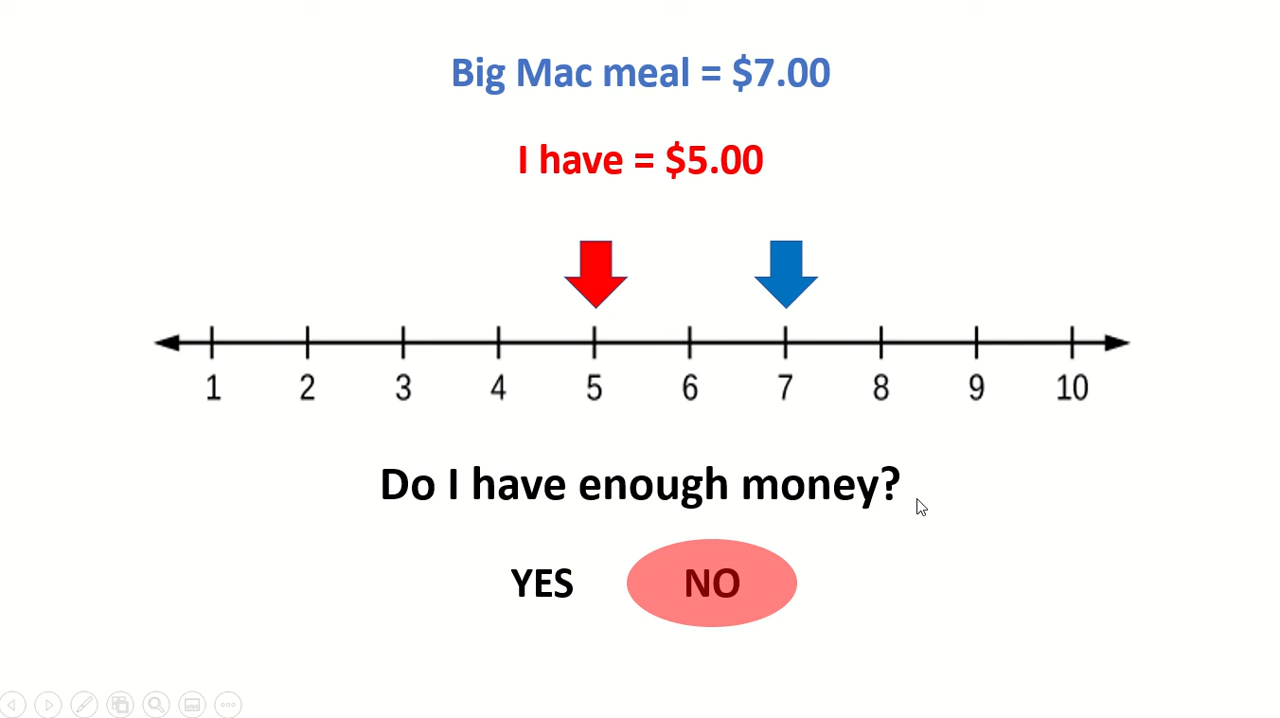 Big Mac meal = $7.00
I have = $5.00
1 2 3 4 5 6 7 8 9 10
Do I have enough money?
YES NO